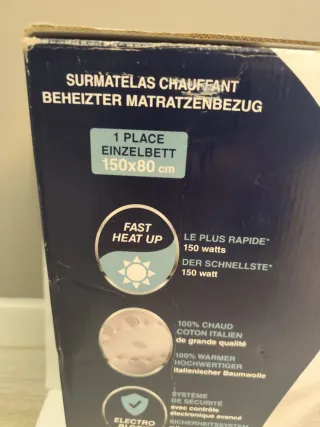 SURMATELAS CHAUFFANT
BEHEIZTER MATRATZENBEZUG
1 PLACE
EINZELBETT
150x80 cm
FAST
HEAT UP
LE PLUS RAPIDE*
150 watts
DER SCHNELLSTE*
150 watt
100% CHAUD
COTON ITALIEN
de grande qualité
100% WARMER
HOCHWERTIGER
italienischer Baumwolle
SYSTÈME
DE SÉCURITÉ
avec contrôle
électronique avancé
SICHERHEITSSYSTEM
ELECTRO